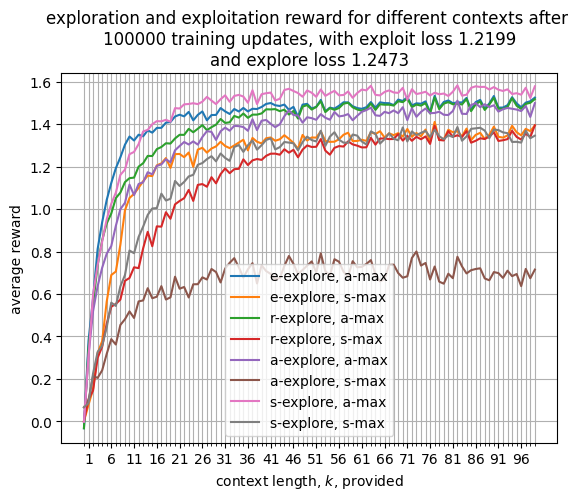 exploration and exploitation reward for different contexts after
100000 training updates, with exploit loss 1.2199
and explore loss 1.2473
1.6
1.4
1.2
1.0
0.8
0.6
0.4
0.2
0.0
average reward
e-explore, a-max
e-explore, s-max
r-explore, a-max
r-explore, s-max
a-explore, a-max
a-explore, s-max
s-explore, a-max
s-explore, s-max
1 6 11 16 21 26 31 36 41 46 51 56 61 66 71 76 81 86 91 96
context length, k, provided